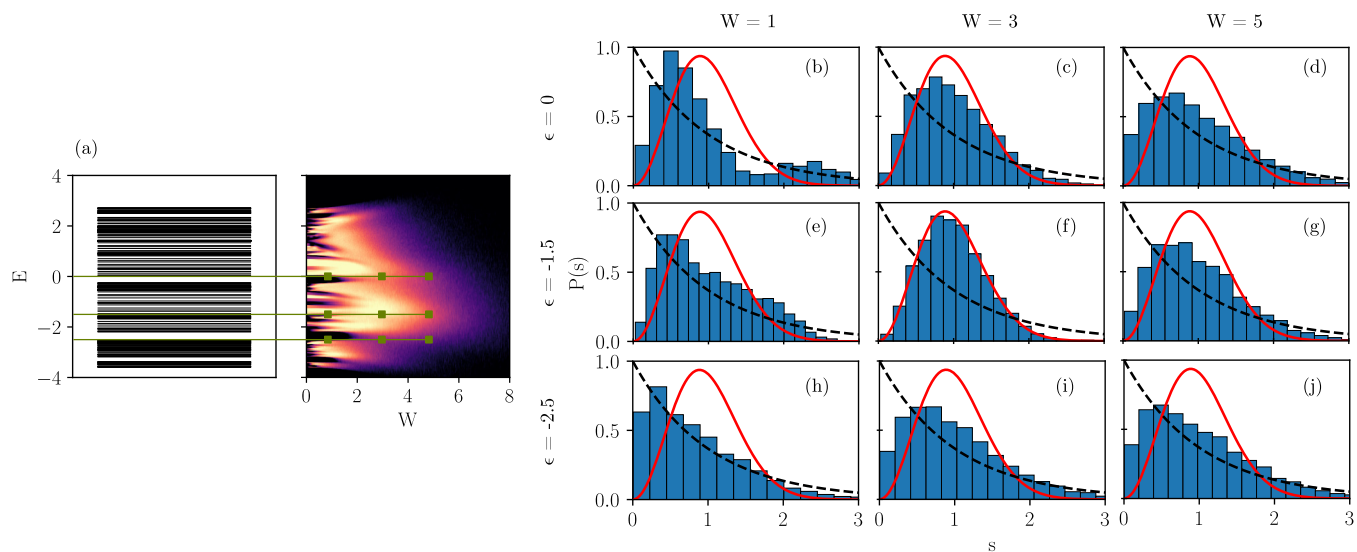 W = 1
W = 3
W = 5
(a)
E
4
2
0
−2
−4
0
2
4
6
8
W
ϵ = 0
1.0
0.5
0.0
(b)
(c)
(d)
ϵ = -1.5
P(s)
1.0
0.5
0.0
(e)
(f)
(g)
ϵ = -2.5
1.0
0.5
0.0
(h)
(i)
(j)
0
1
2
3
0
1
2
3
0
1
2
3
s